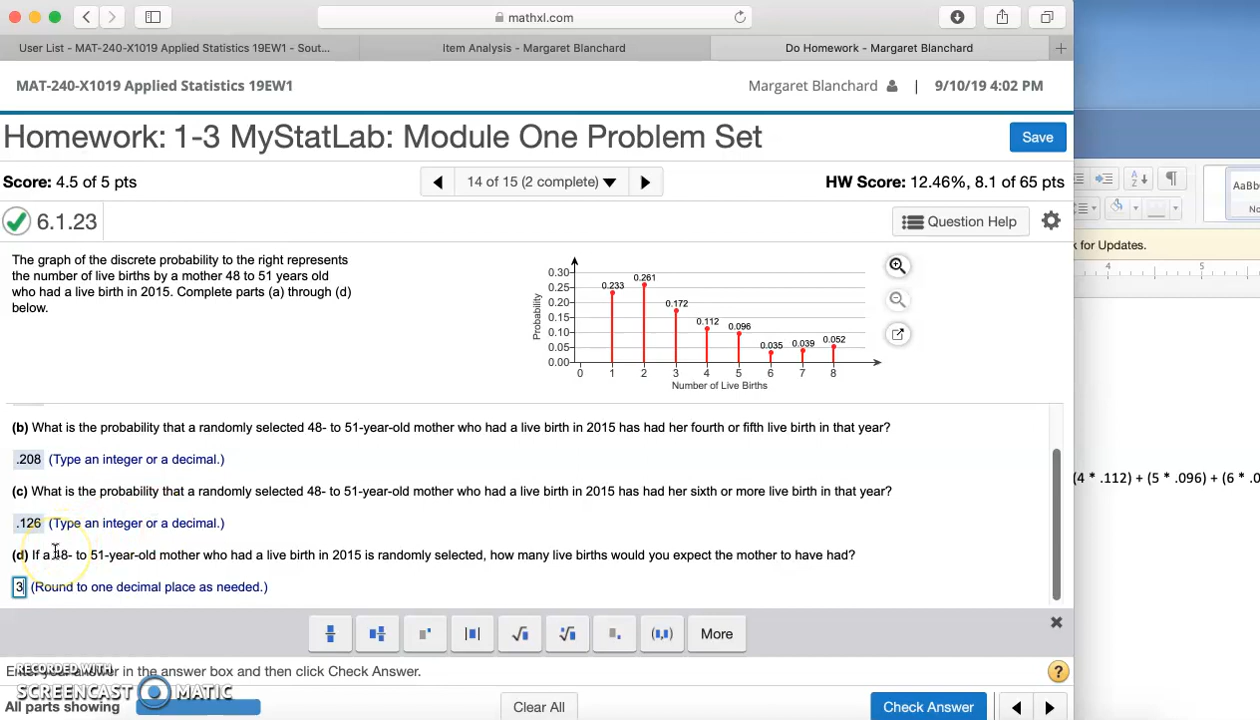 mathxl.com
User List - MAT-240-X1019 Applied Statistics 19EW1 - Sout...
Item Analysis - Margaret Blanchard
Do Homework - Margaret Blanchard
MAT-240-X1019 Applied Statistics 19EW1
Margaret Blanchard | 9/10/19 4:02 PM
Homework: 1-3 MyStatLab: Module One Problem Set
Save
Score: 4.5 of 5 pts
14 of 15 (2 complete)
HW Score: 12.46%, 8.1 of 65 pts
6.1.23
Question Help
The graph of the discrete probability to the right represents
the number of live births by a mother 48 to 51 years old
who had a live birth in 2015. Complete parts (a) through (d)
below.
Probability
0.30
0.25
0.20
0.15
0.10
0.05
0.00
0.233
0.261
0.172
0.112
0.096
0.035
0.039
0.052
0 1 2 3 4 5 6 7 8
Number of Live Births
(b) What is the probability that a randomly selected 48- to 51-year-old mother who had a live birth in 2015 has had her fourth or fifth live birth in that year?
.208 (Type an integer or a decimal.)
(c) What is the probability that a randomly selected 48- to 51-year-old mother who had a live birth in 2015 has had her sixth or more live birth in that year?
.126 (Type an integer or a decimal.)
(d) If a 48- to 51-year-old mother who had a live birth in 2015 is randomly selected, how many live births would you expect the mother to have had?
3 (Round to one decimal place as needed.)
More
Enter your answer in the answer box and then click Check Answer.
?
RECORDED WITH
SCREENCAST MATIC
All parts showing
Clear All
Check Answer
AaBb
No
k for Updates.
4 5
(4 * .112) + (5 * .096) + (6 * .0